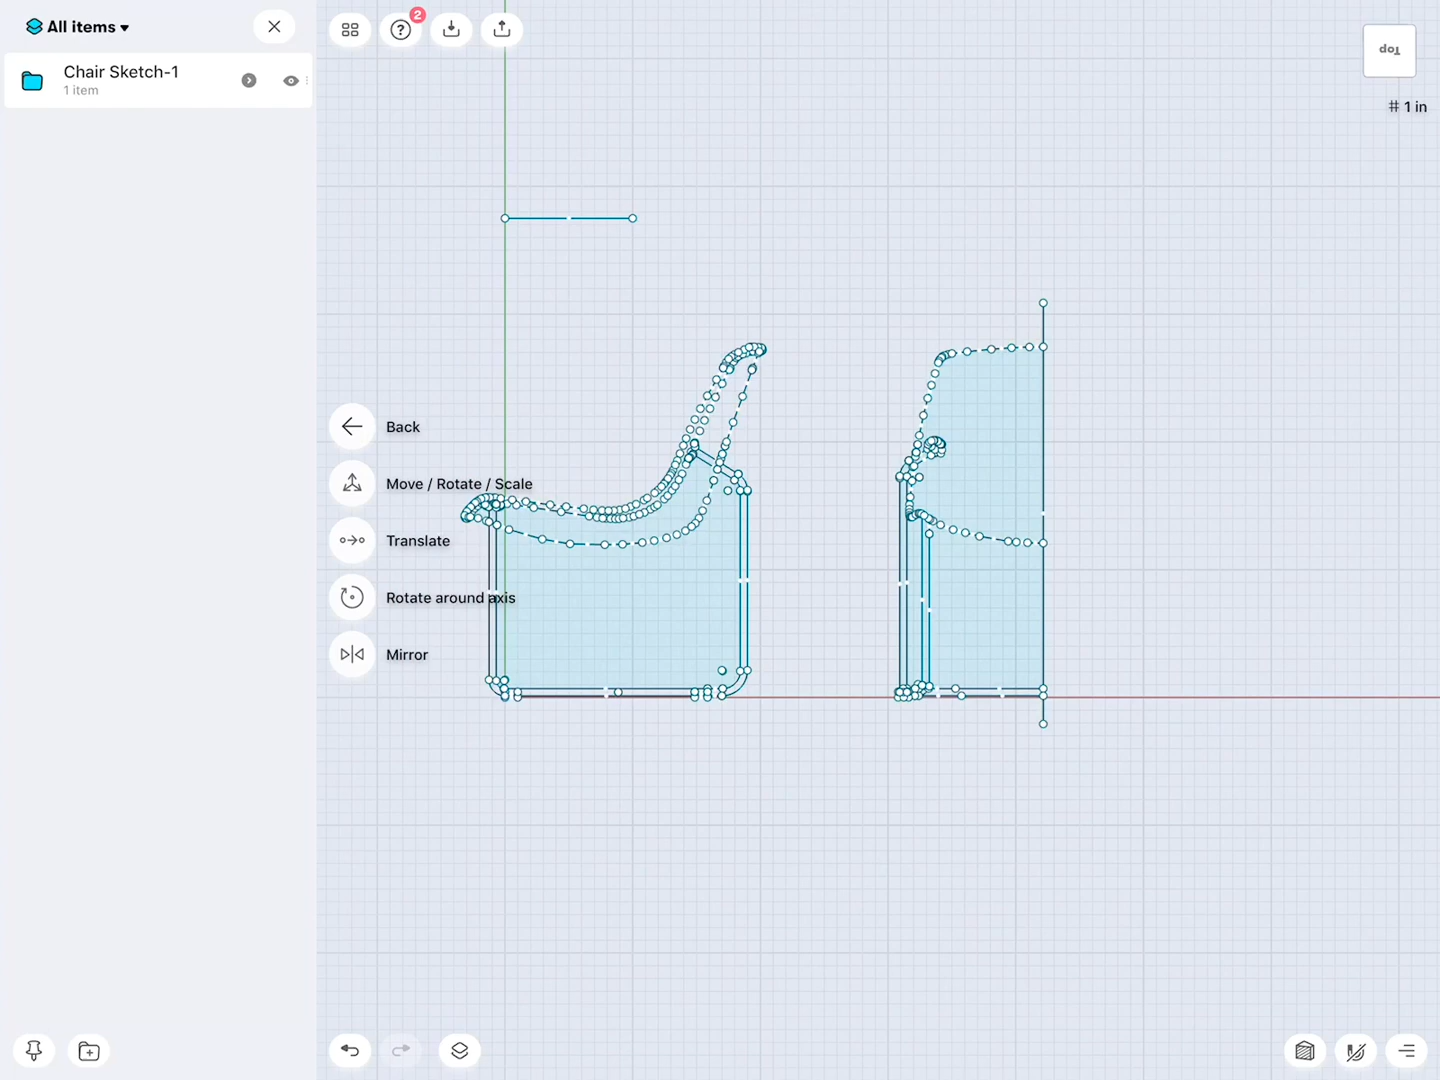 All items
Chair Sketch-1
1 item
2
Top
1 in
Back
Move / Rotate / Scale
Translate
Rotate around axis
Mirror